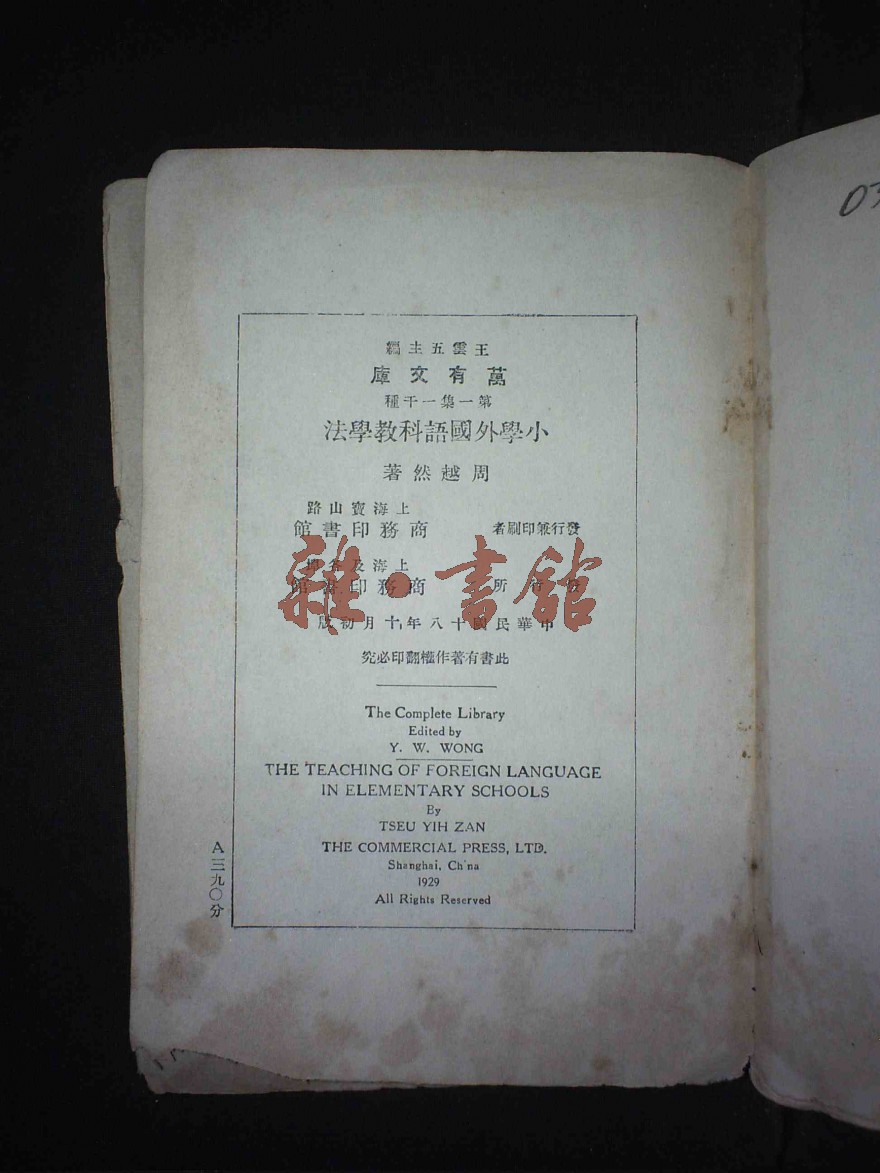 王雲五主編
萬有文庫
第一集一千種
小學外國語科教學法
周越然著
上海寶山路
發行兼印刷者 商務印書館
上海及各埠
發行所 商務印書館
中華民國十八年十月初版
此書有著作權翻印必究
The Complete Library
Edited by
Y. W. WONG
THE TEACHING OF FOREIGN LANGUAGE
IN ELEMENTARY SCHOOLS
By
TSEU YIH ZAN
THE COMMERCIAL PRESS, LTD.
Shanghai, China
1929
All Rights Reserved
A三九〇分
雜·書館
03